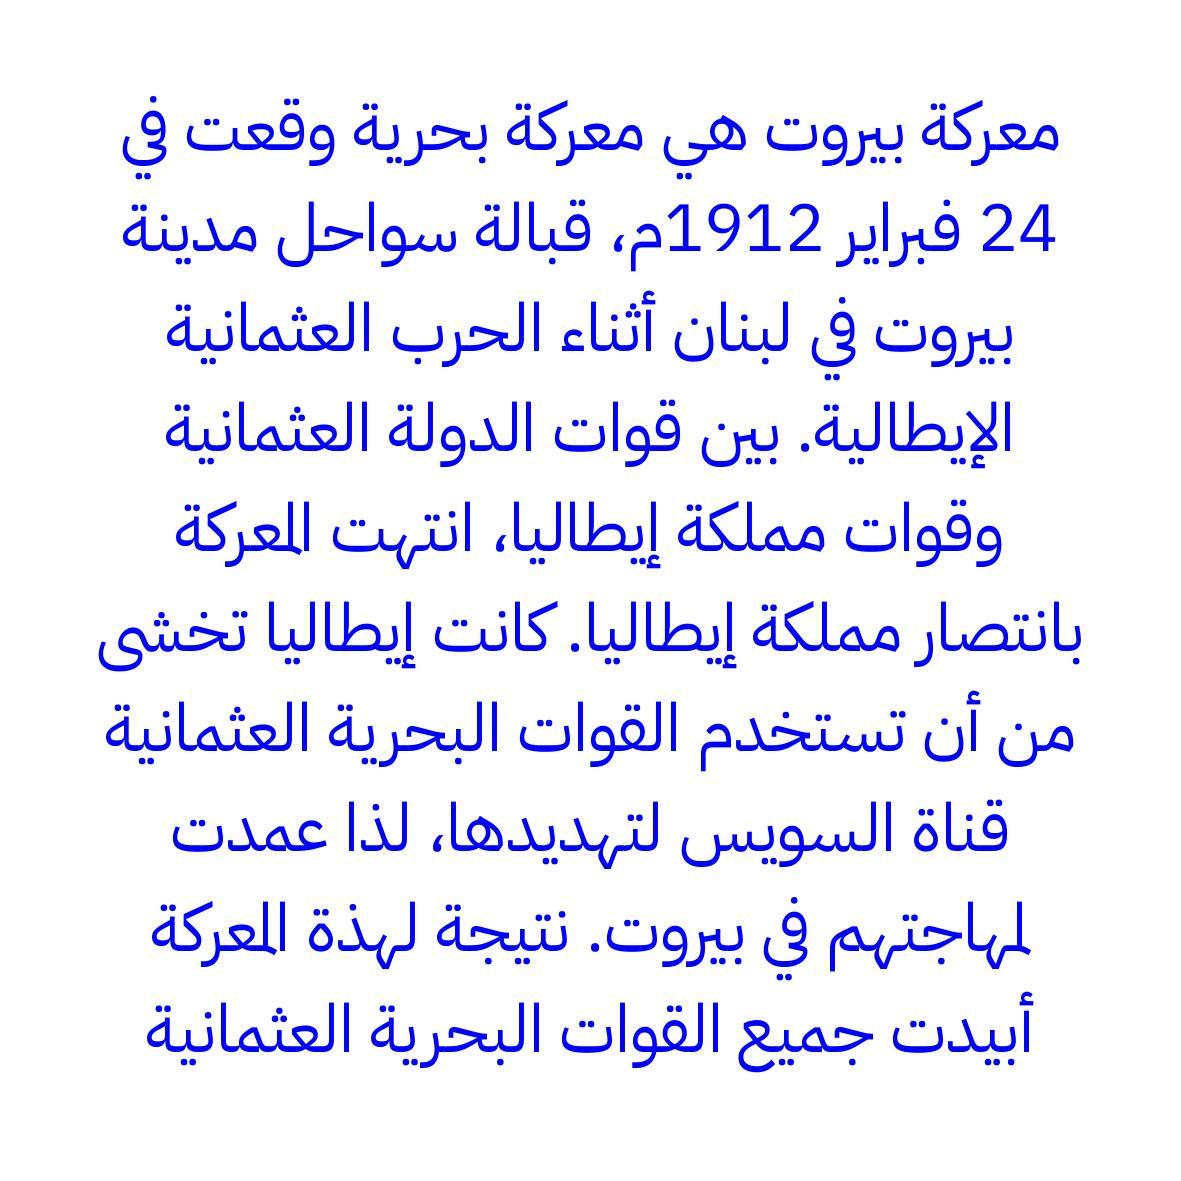 معركة بيروت هي معركة بحرية وقعت في
24 فبراير 1912م، قبالة سواحل مدينة
بيروت في لبنان أثناء الحرب العثمانية
الإيطالية. بين قوات الدولة العثمانية
وقوات مملكة إيطاليا، انتهت المعركة
بانتصار مملكة إيطاليا. كانت إيطاليا تخشى
من أن تستخدم القوات البحرية العثمانية
قناة السويس لتهديدها، لذا عمدت
لمهاجتهم في بيروت. نتيجة لهذة المعركة
أبيدت جميع القوات البحرية العثمانية